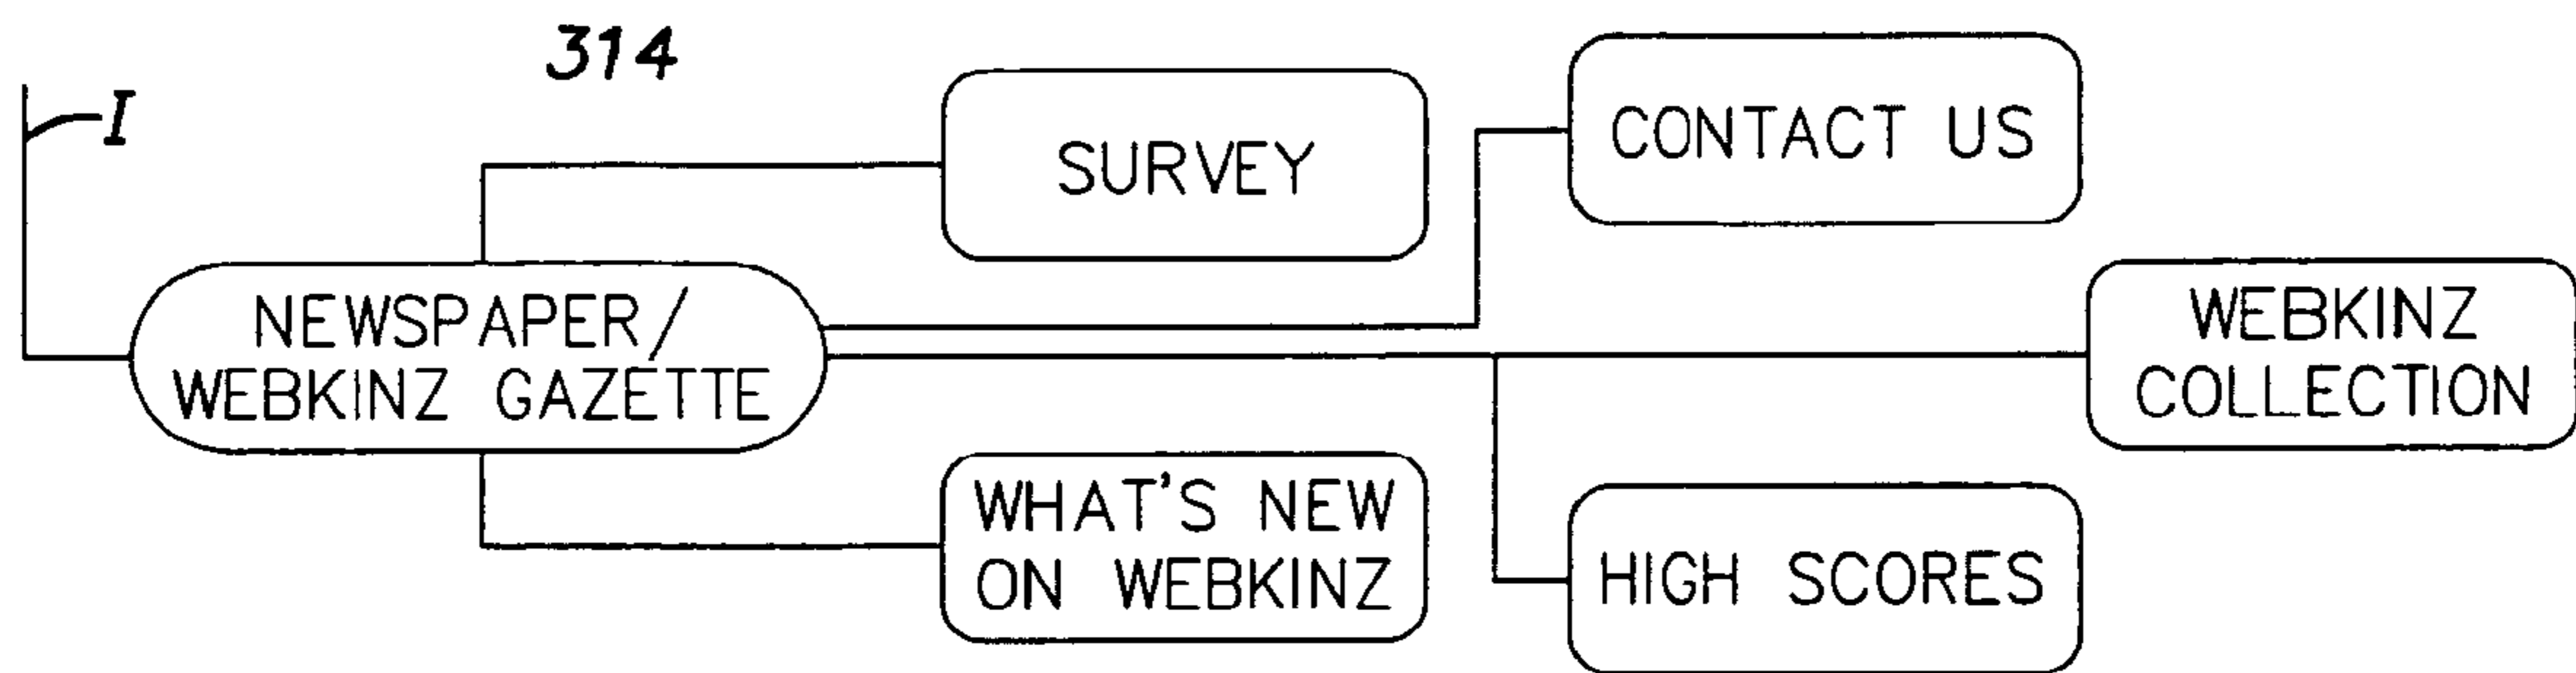 314
I
SURVEY
CONTACT US
NEWSPAPER/
WEBKINZ GAZETTE
WEBKINZ
COLLECTION
WHAT'S NEW
ON WEBKINZ
HIGH SCORES